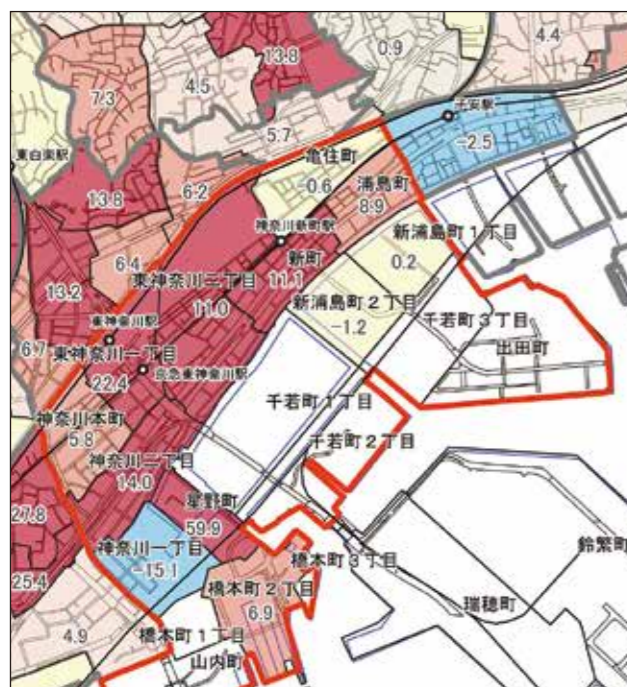 13.8
0.9
4.4
7.3
4.5
子安駅
5.7
-2.5
東白楽駅
亀住町
13.8
6.2
-0.6
浦島町
8.9
神奈川新町駅
新浦島町1丁目
6.4
新町
0.2
東神奈川二丁目
11.1
13.2
11.0
新浦島町2丁目
-1.2
千若町3丁目
東神奈川駅
出田町
6.7
東神奈川一丁目
22.4
京急東神奈川駅
千若町1丁目
神奈川本町
千若町2丁目
5.8
神奈川二丁目
14.0
星野町
27.8
59.9
鈴繁町
神奈川一丁目
橋本町3丁目
-15.1
25.4
橋本町2丁目
瑞穂町
6.9
4.9
橋本町1丁目
山内町